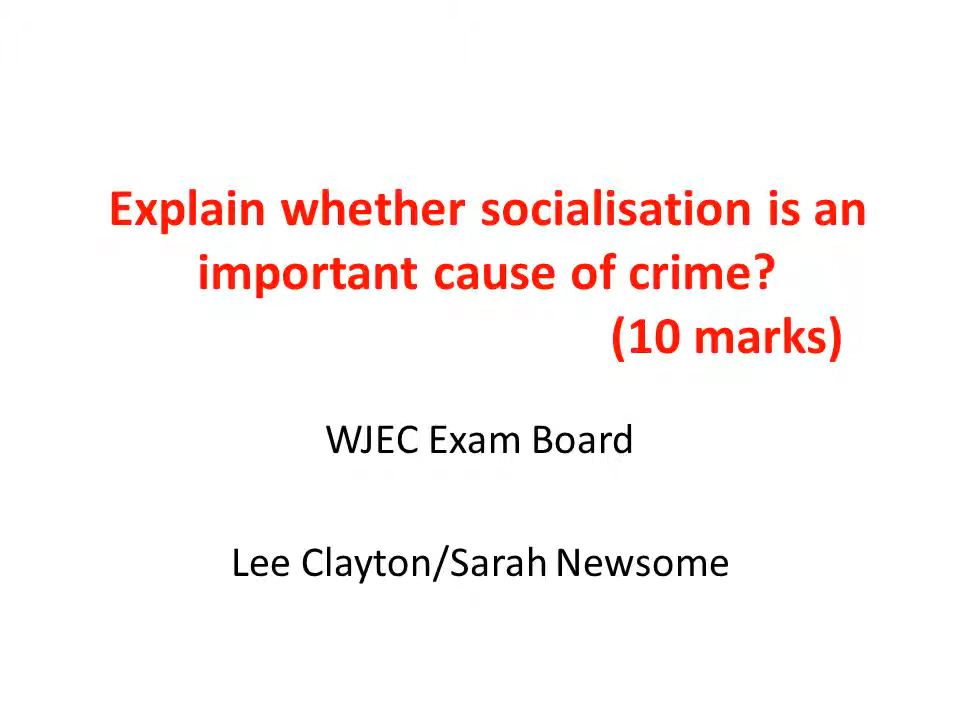 Explain whether socialisation is an
important cause of crime?
(10 marks)
WJEC Exam Board
Lee Clayton/Sarah Newsome